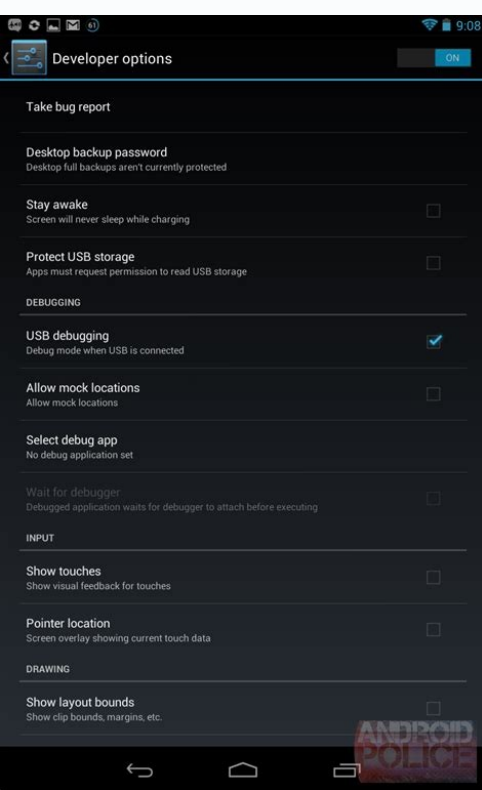 61
9:08
Developer options
ON
Take bug report
Desktop backup password
Desktop full backups aren't currently protected
Stay awake
Screen will never sleep while charging
Protect USB storage
Apps must request permission to read USB storage
DEBUGGING
USB debugging
Debug mode when USB is connected
Allow mock locations
Allow mock locations
Select debug app
No debug application set
Wait for debugger
Debugged application waits for debugger to attach before executing
INPUT
Show touches
Show visual feedback for touches
Pointer location
Screen overlay showing current touch data
DRAWING
Show layout bounds
Show clip bounds, margins, etc.
ANDROID
POLICE